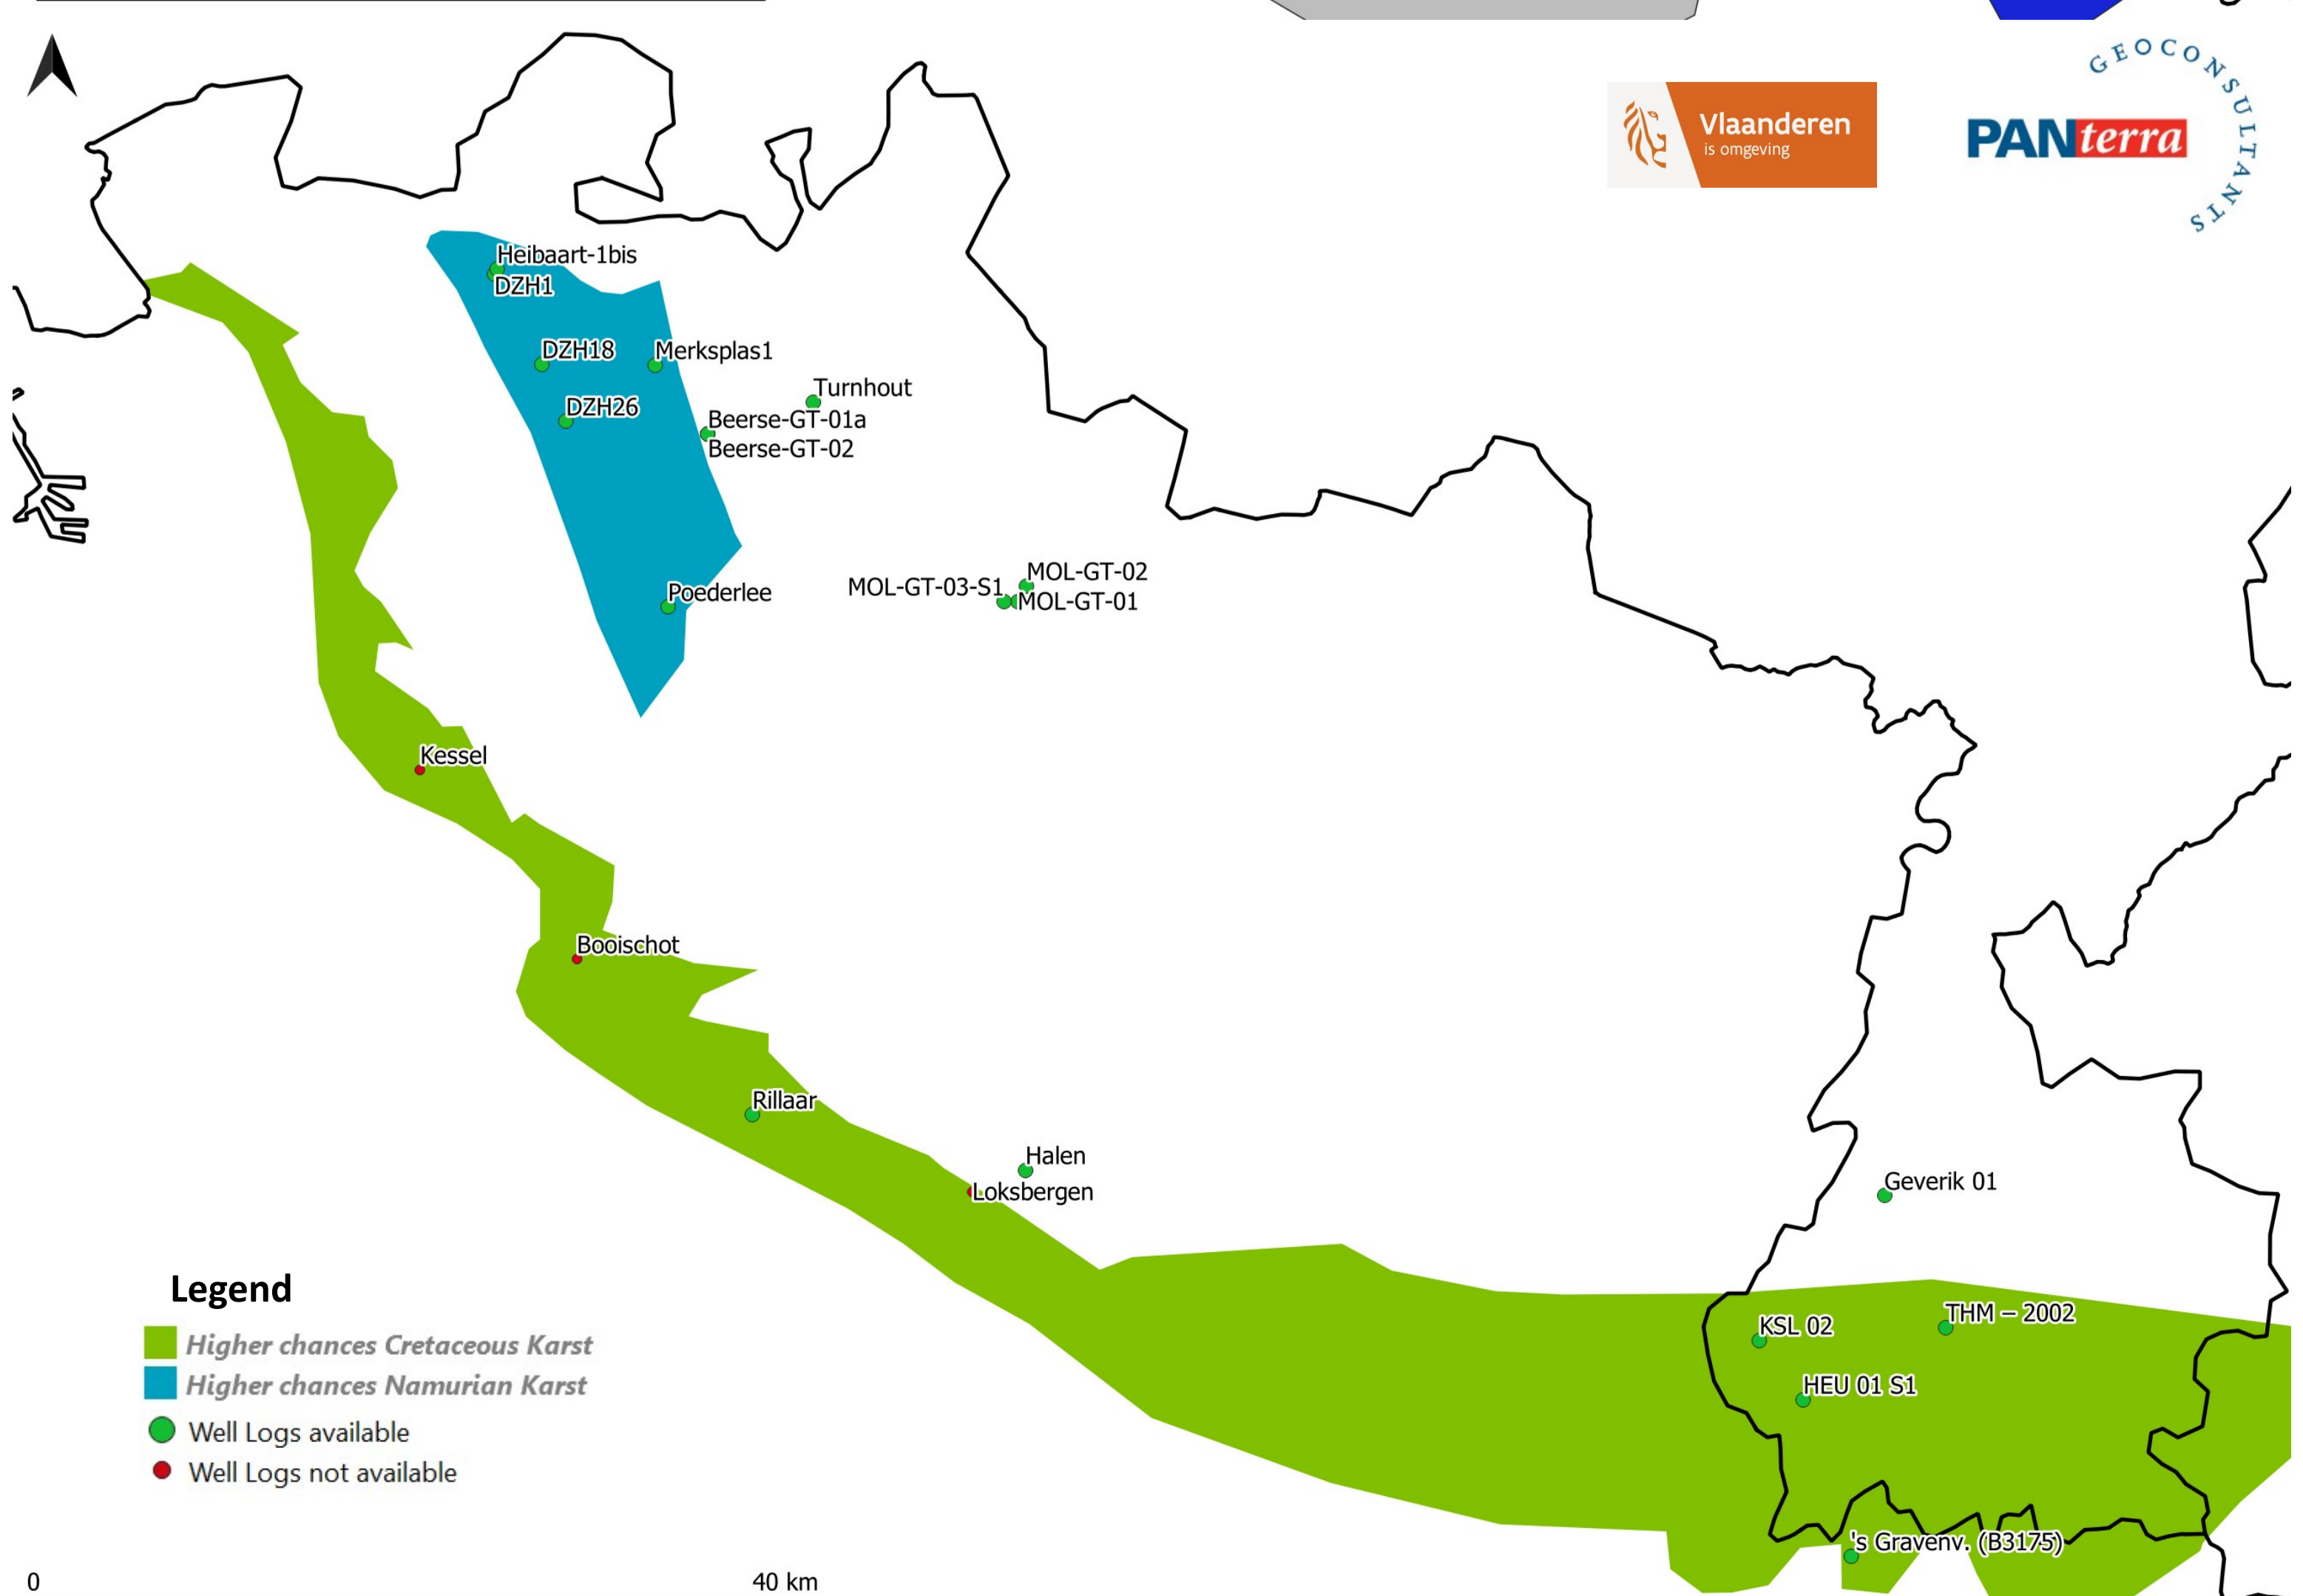 GEOCONSULTANTS
Vlaanderen
is omgeving
PANterra
Heibaart-1bis
DZH1
DZH18
Merksplas1
Turnhout
DZH26
Beerse-GT-01a
Beerse-GT-02
MOL-GT-02
MOL-GT-03-S1
MOL-GT-01
Poederlee
Kessel
Booischot
Rillaar
Halen
Loksbergen
Geverik 01
THM – 2002
KSL 02
HEU 01 S1
's Gravenv. (B3175)
Legend
Higher chances Cretaceous Karst
Higher chances Namurian Karst
Well Logs available
Well Logs not available
0
40 km